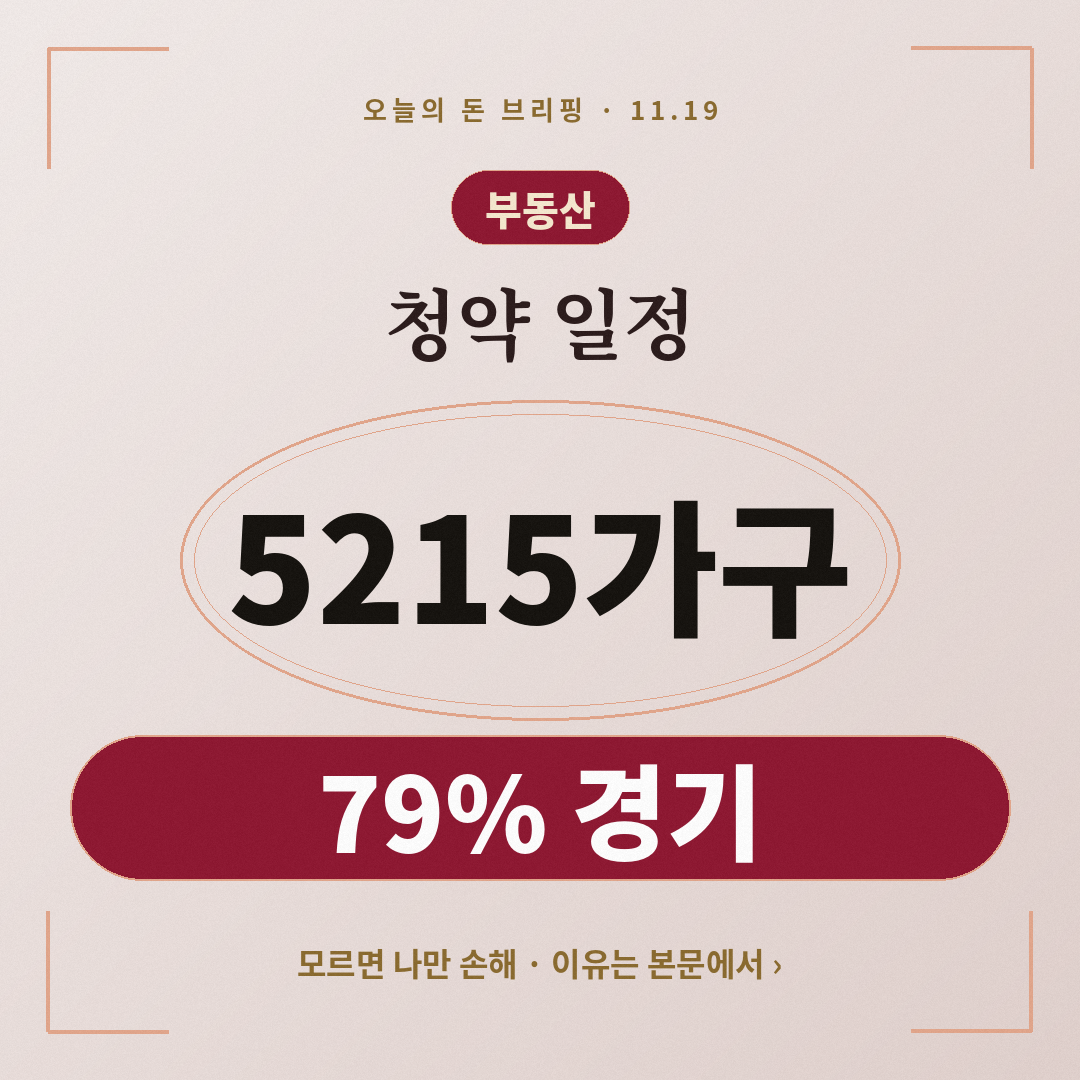 오늘의 돈 브리핑 · 11.19
부동산
청약 일정
5215가구
79% 경기
모르면 나만 손해 · 이유는 본문에서 ›